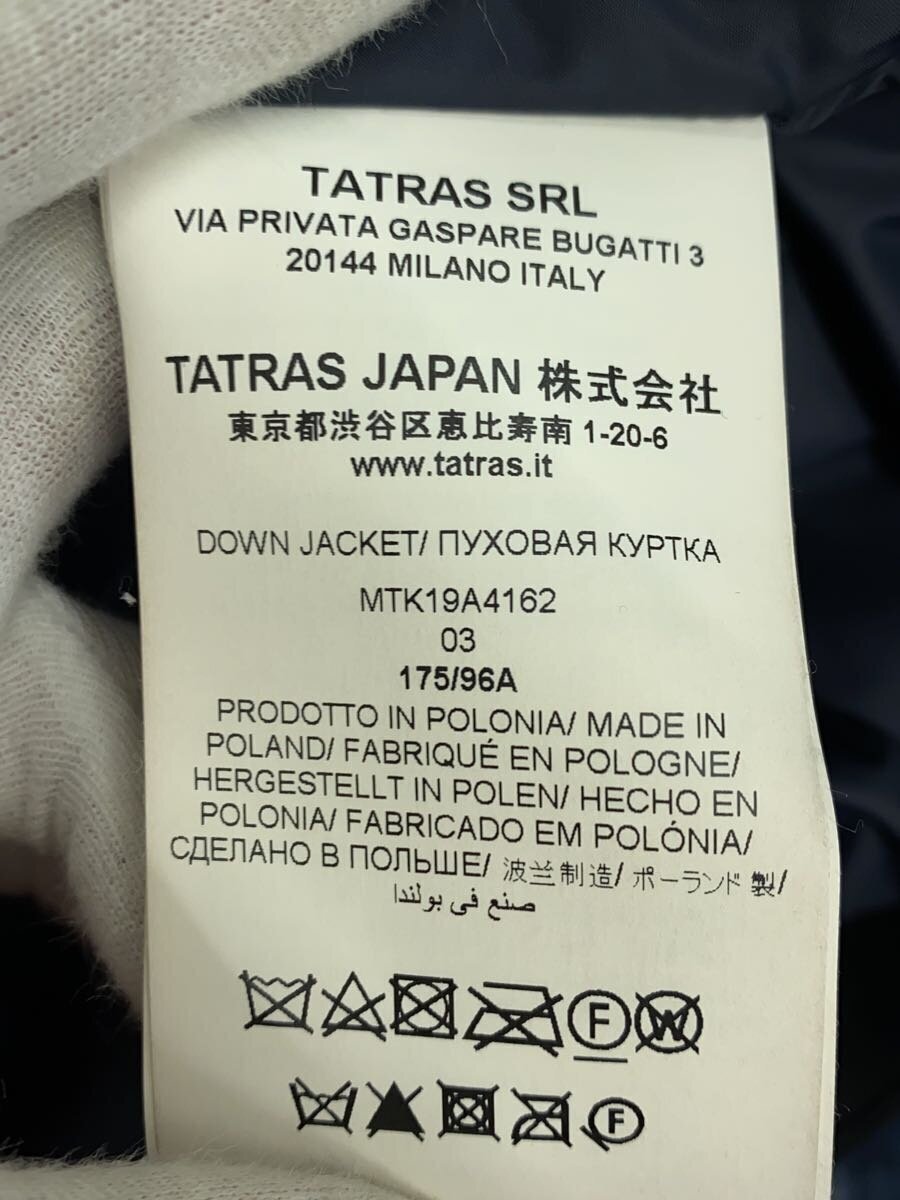 TATRAS SRL
VIA PRIVATA GASPARE BUGATTI 3
20144 MILANO ITALY
TATRAS JAPAN 株式会社
東京都渋谷区恵比寿南 1-20-6
www.tatras.it
DOWN JACKET/ ПУХОВАЯ КУРТКА
MTK19A4162
03
175/96A
PRODOTTO IN POLONIA/ MADE IN
POLAND/ FABRIQUÉ EN POLOGNE/
HERGESTELLT IN POLEN/ HECHO EN
POLONIA/ FABRICADO EM POLÓNIA/
СДЕЛАНО В ПОЛЬШЕ/ 波兰制造/ ポーランド製/
صنع في بولندا
F W
F